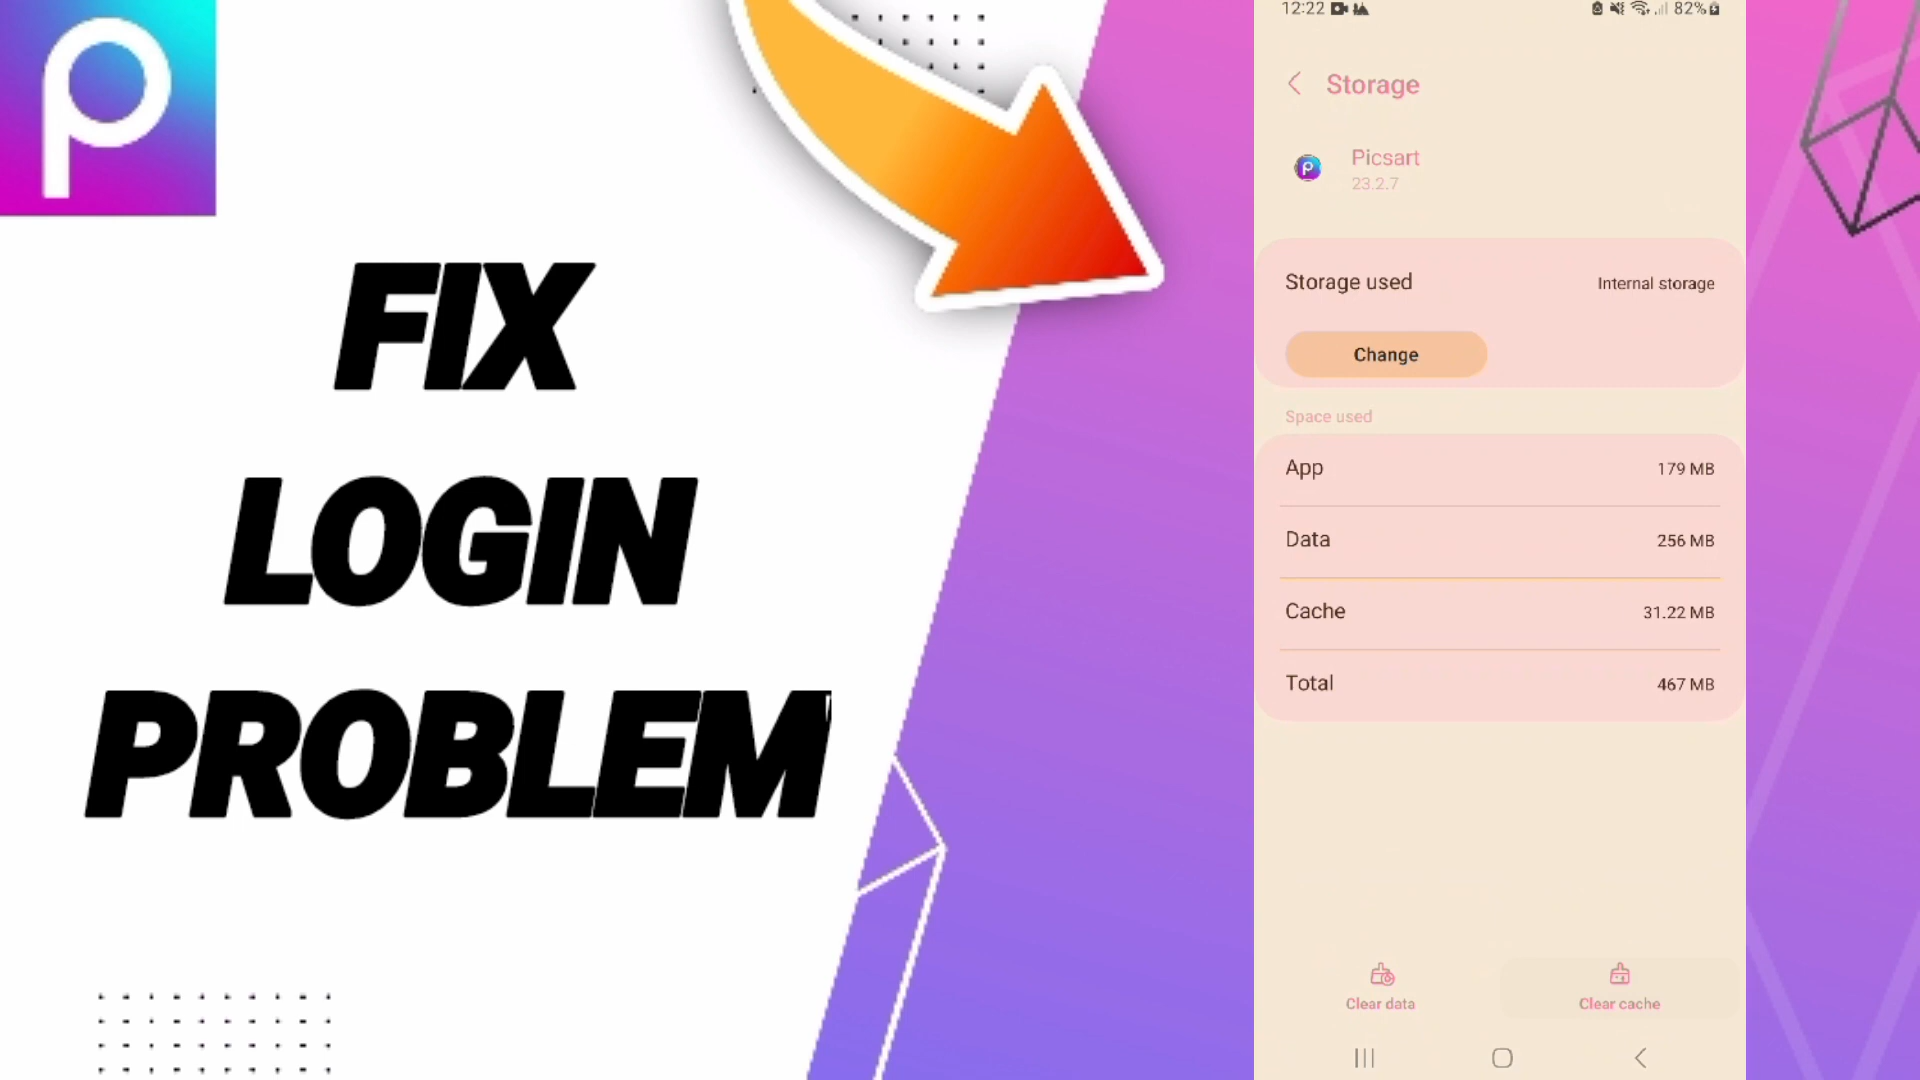 FIX
LOGIN
PROBLEM
12:22 82%
Storage
Picsart
23.2.7
Storage used Internal storage
Change
Space used
App 179 MB
Data 256 MB
Cache 31.22 MB
Total 467 MB
Clear data Clear cache